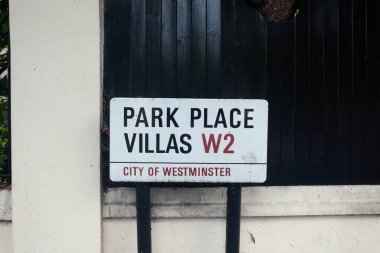 PARK PLACE
VILLAS W2
CITY OF WESTMINSTER